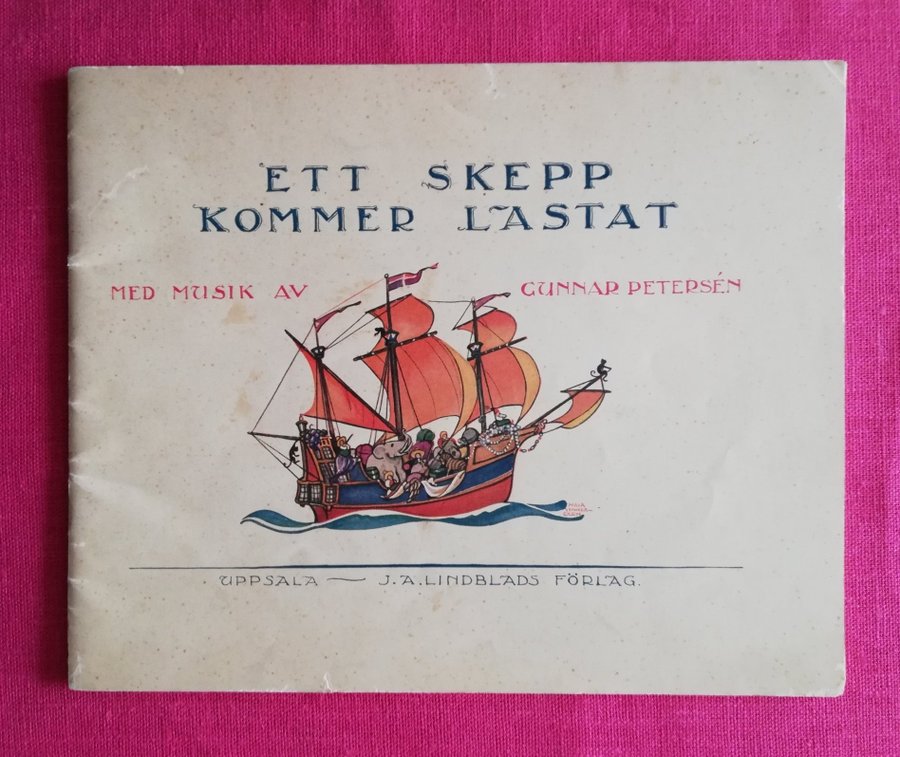 ETT SKEPP
KOMMER LASTAT
MED MUSIK AV GUNNAR PETERSÉN
UPPSALA — J.A. LINDBLADS FÖRLAG.